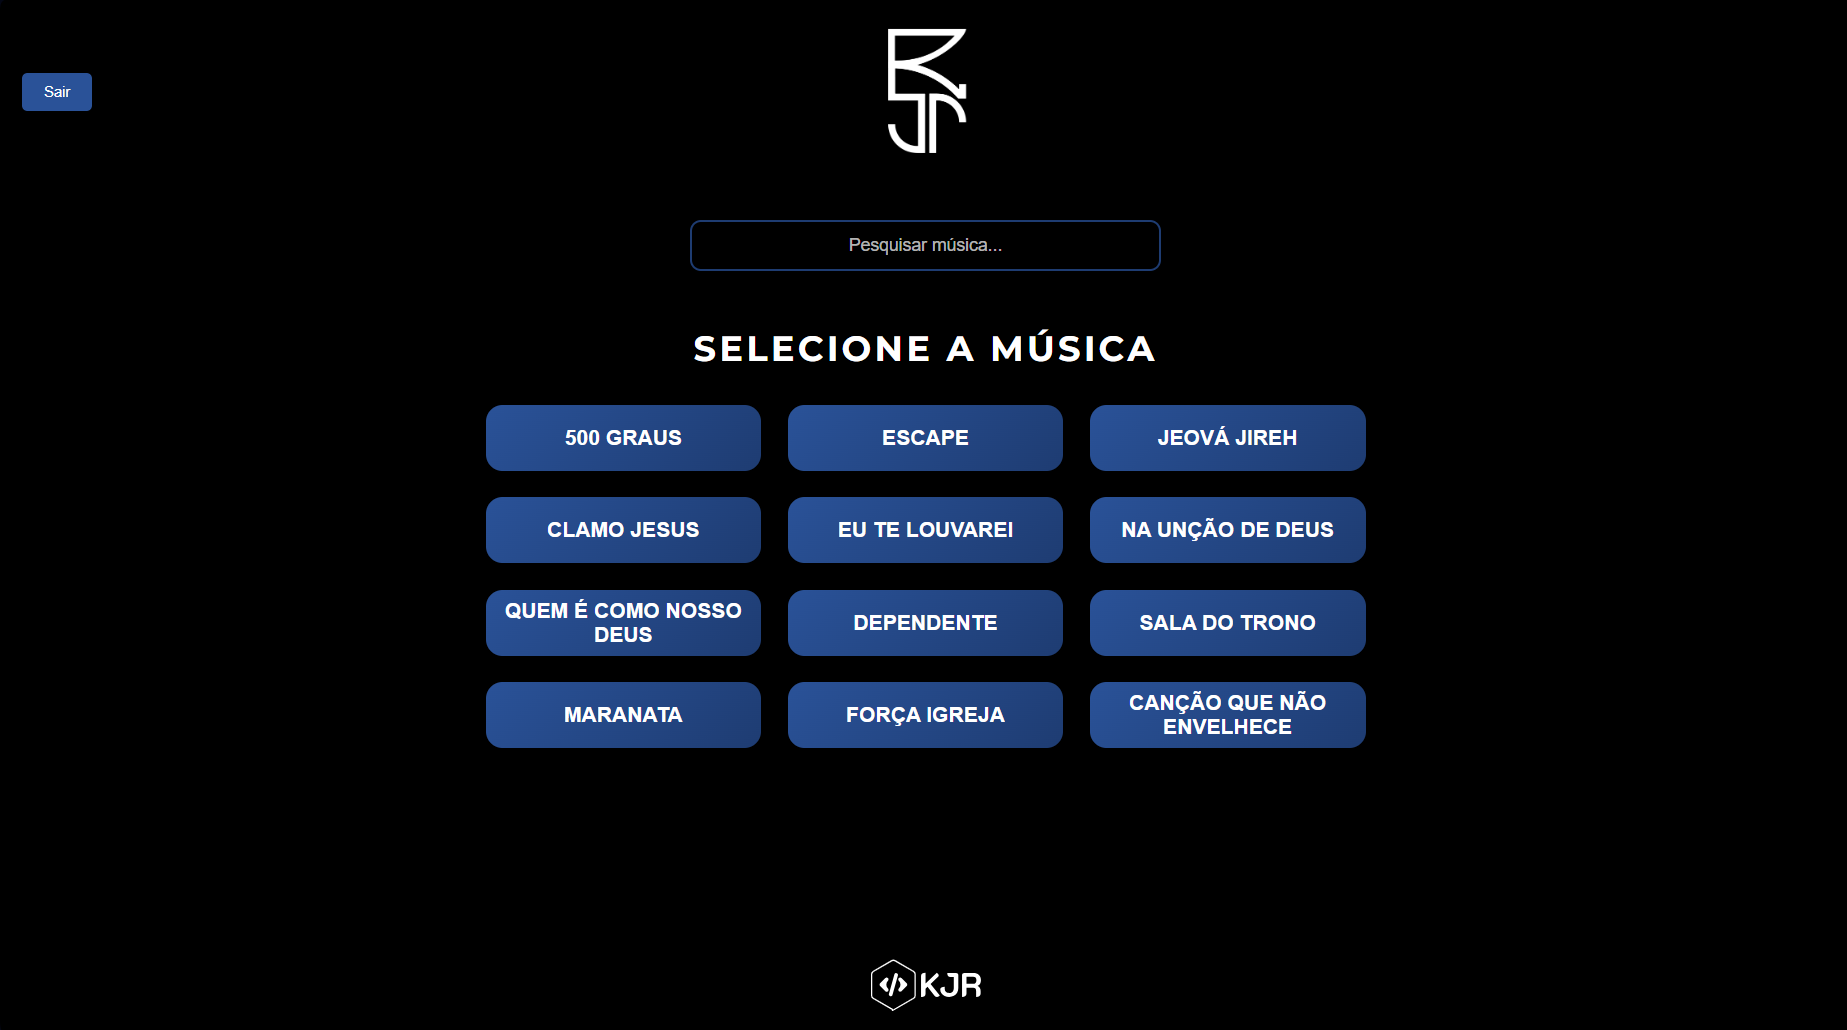 KJR
Sair
Pesquisar música...
SELECIONE A MÚSICA
500 GRAUS
ESCAPE
JEOVÁ JIREH
CLAMO JESUS
EU TE LOUVAREI
NA UNÇÃO DE DEUS
QUEM É COMO NOSSO
DEUS
DEPENDENTE
SALA DO TRONO
MARANATA
FORÇA IGREJA
CANÇÃO QUE NÃO
ENVELHECE
</> KJR